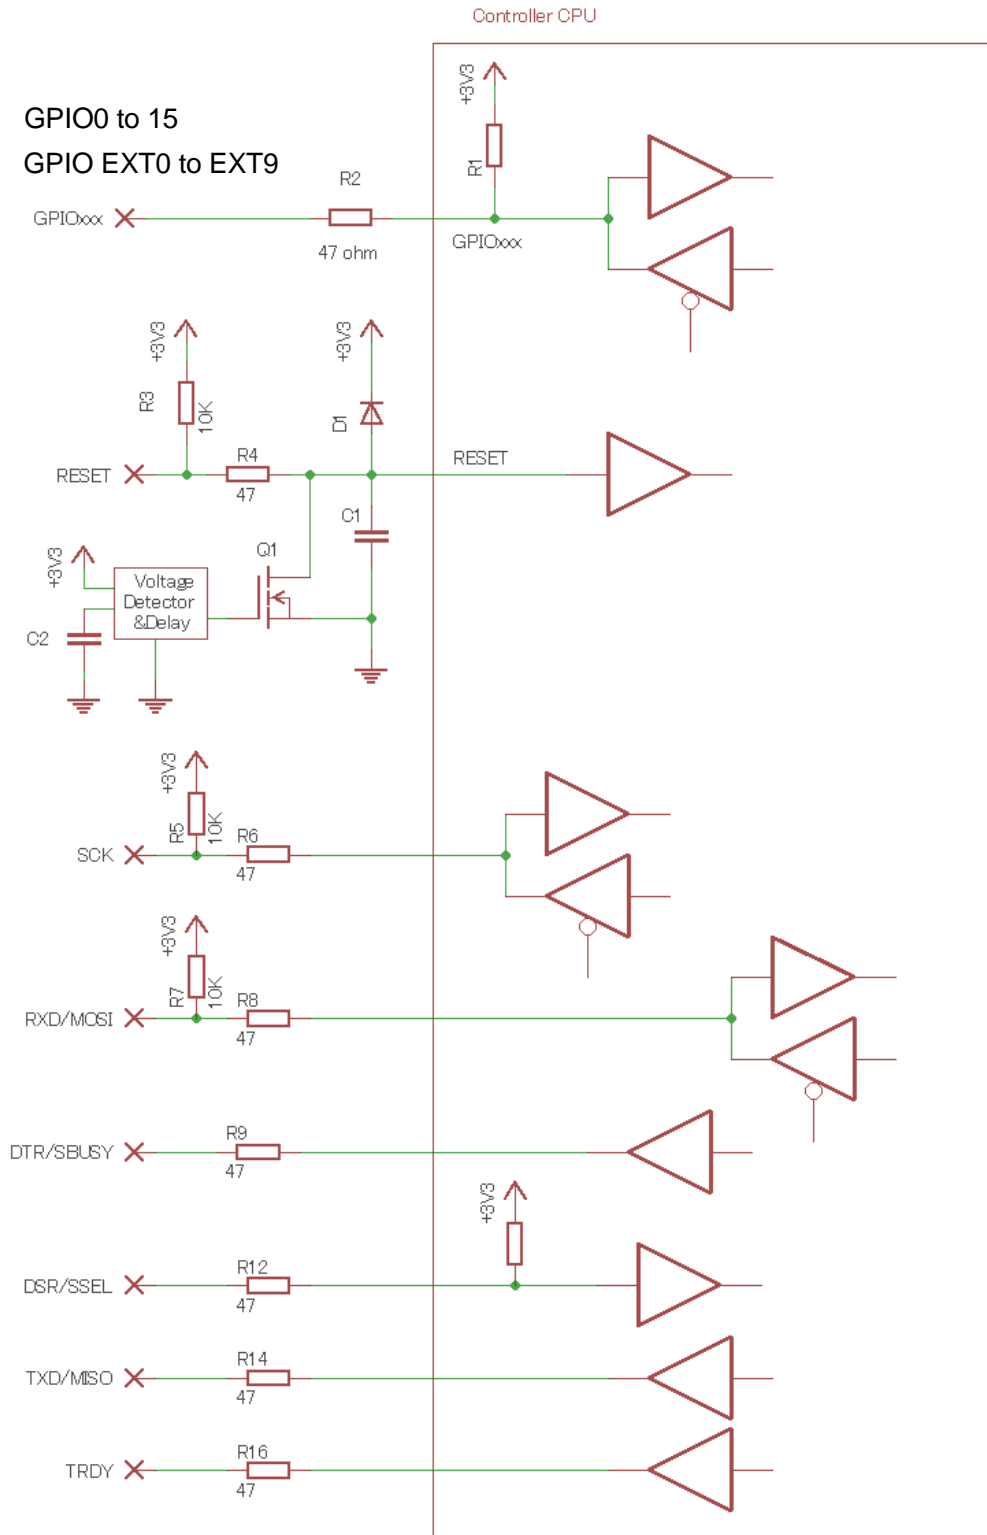 Controller CPU
+3V3
GPIO0 to 15
GPIO EXT0 to EXT9
R1
R2
GPIOxxx
47 ohm
GPIOxxx
+3V3
+3V3
R3
10K
D1
RESET
R4
47
RESET
C1
+3V3
Q1
Voltage
Detector
&Delay
C2
+3V3
R5
10K
R6
SCK
47
+3V3
R7
10K
R8
RXD/MOSI
47
R9
DTR/SBUSY
47
+3V3
R12
DSR/SSEL
47
R14
TXD/MISO
47
R16
TRDY
47